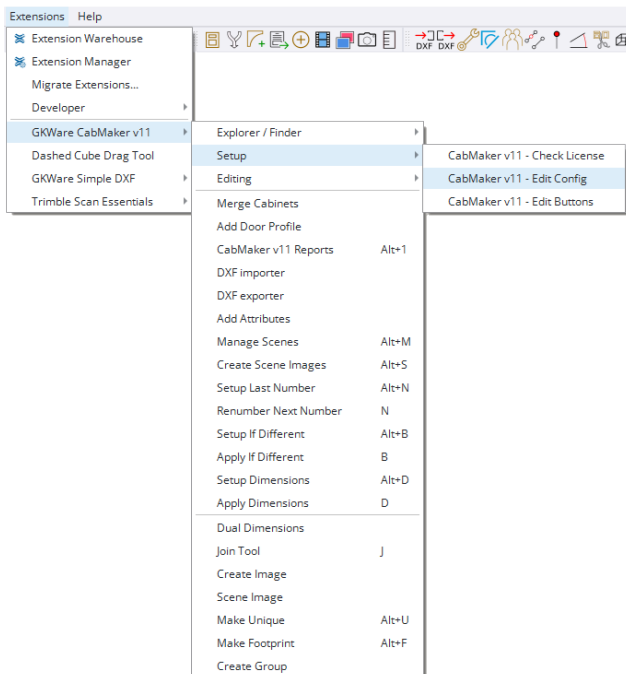 Extensions Help
Extension Warehouse
Extension Manager
Migrate Extensions...
Developer
GKWare CabMaker v11
Dashed Cube Drag Tool
GKWare Simple DXF
Trimble Scan Essentials
DXF DXF
Explorer / Finder
Setup
Editing
Merge Cabinets
Add Door Profile
CabMaker v11 Reports Alt+1
DXF importer
DXF exporter
Add Attributes
Manage Scenes Alt+M
Create Scene Images Alt+S
Setup Last Number Alt+N
Renumber Next Number N
Setup If Different Alt+B
Apply If Different B
Setup Dimensions Alt+D
Apply Dimensions D
Dual Dimensions
Join Tool J
Create Image
Scene Image
Make Unique Alt+U
Make Footprint Alt+F
Create Group
CabMaker v11 - Check License
CabMaker v11 - Edit Config
CabMaker v11 - Edit Buttons